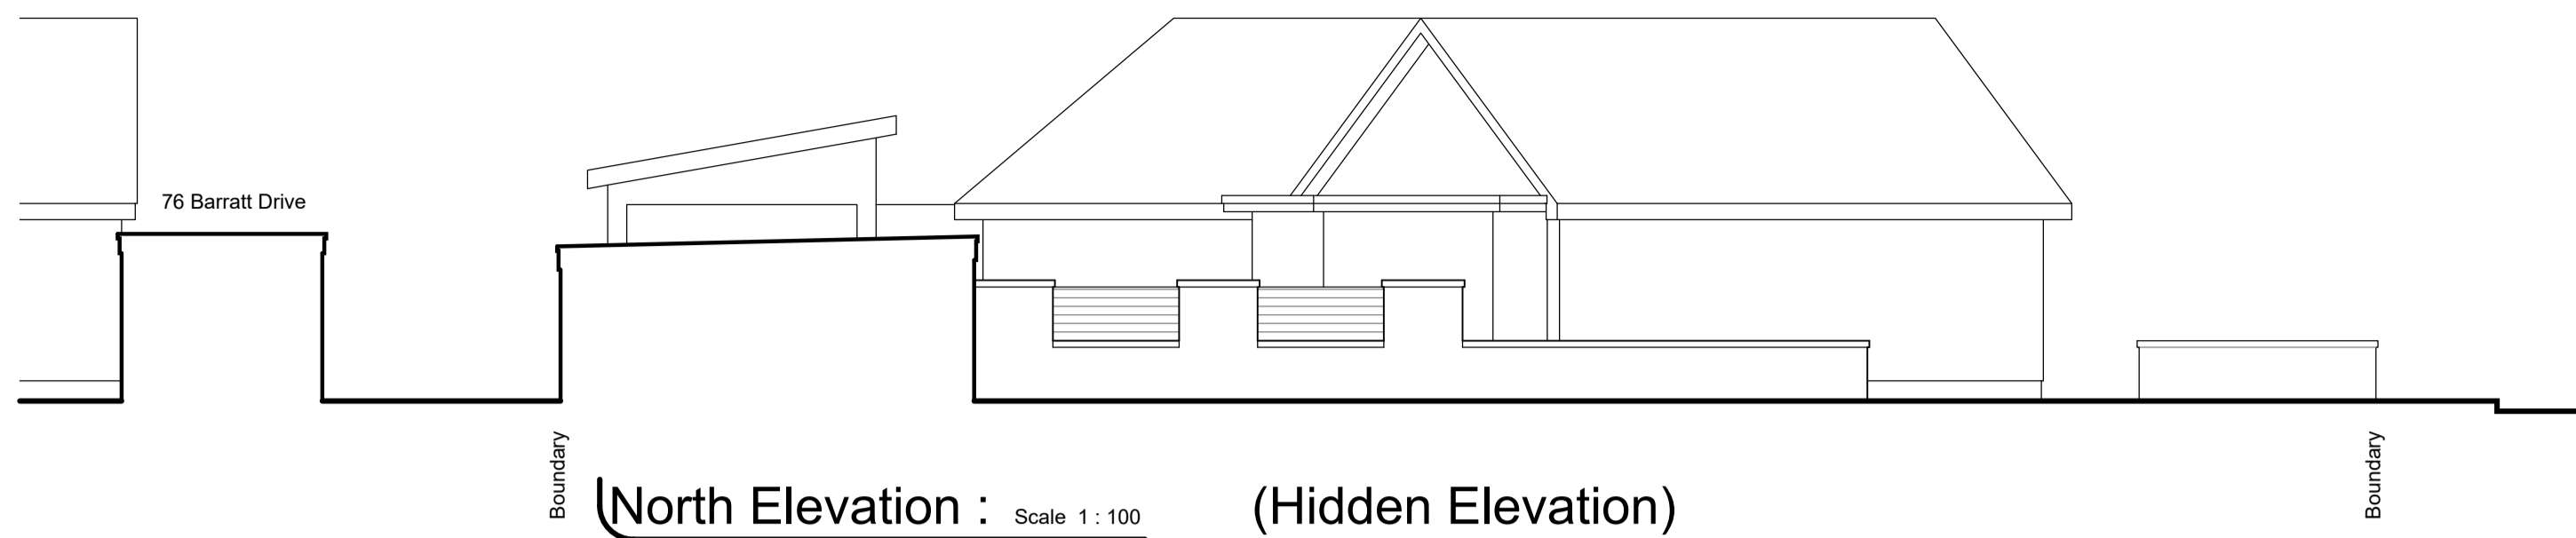 76 Barratt Drive
Boundary
North Elevation : Scale 1 : 100 (Hidden Elevation)
Boundary